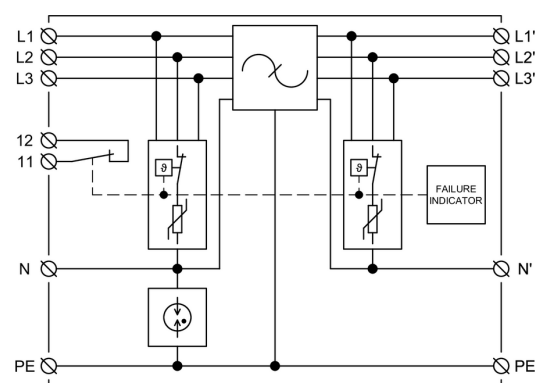 L1 L1'
L2 L2'
L3 L3'
12
11
ϑ ϑ
FAILURE
INDICATOR
N N'
PE PE